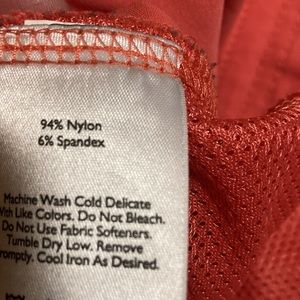 94% Nylon
6% Spandex
Machine Wash Cold Delicate
With Like Colors. Do Not Bleach.
Do Not Use Fabric Softeners.
Tumble Dry Low. Remove
Promptly. Cool Iron As Desired.